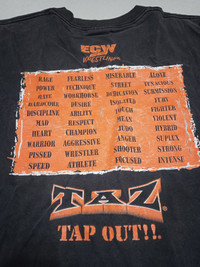 ECW
WRESTLING
RAGE FEARLESS MISERABLE ALONE
POWER TECHNIQUE STREET TENACIOUS
HATE WORKHORSE DEDICATION SUBMISSION
HARDCORE DESIRE ISOLATED FURY
DISCIPLINE ABILITY TOUCH FIGHTER
MAD RESPECT MEAN VIOLENT
HEART CHAMPION JUDO HYBRID
WARRIOR AGGRESSIVE ANGER SUPLEX
PISSED WRESTLER SHOOTER STRONG
SPEED ATHLETE FOCUSED INTENSE
TAZ
TAP OUT!!.